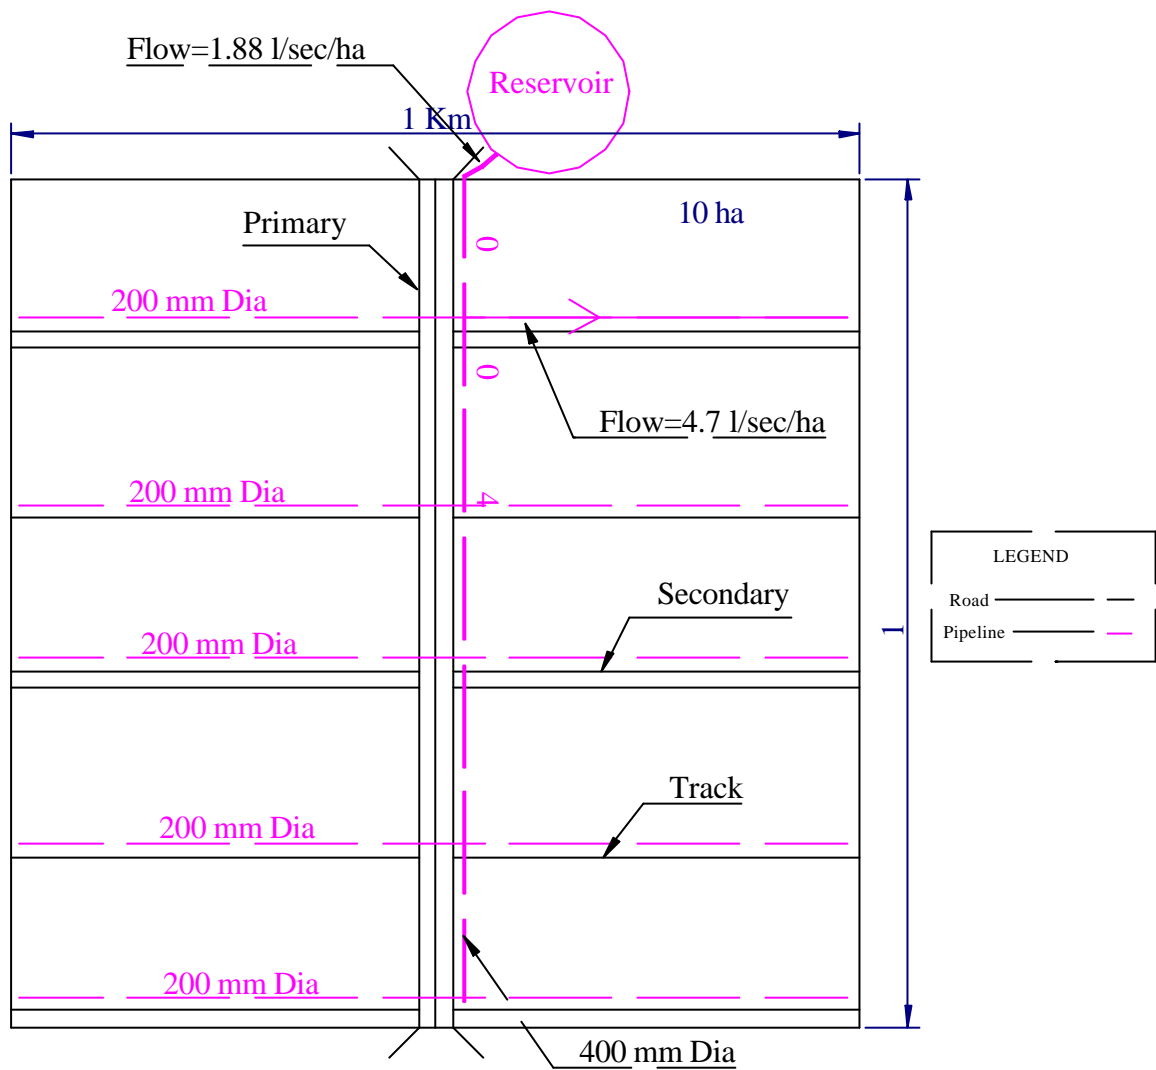 Flow=1.88 l/sec/ha
Reservoir
1 Km
10 ha
Primary
0
200 mm Dia
0
Flow=4.7 l/sec/ha
200 mm Dia
4
LEGEND
Road
Pipeline
Secondary
1
200 mm Dia
Track
200 mm Dia
200 mm Dia
400 mm Dia